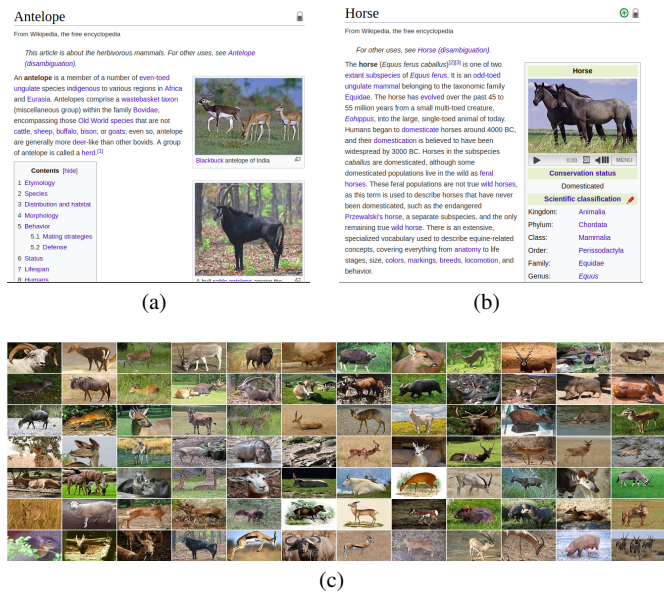 Antelope
From Wikipedia, the free encyclopedia
This article is about the herbivorous mammals. For other uses, see Antelope
(disambiguation).
An antelope is a member of a number of even-toed
ungulate species indigenous to various regions in Africa
and Eurasia. Antelopes comprise a wastebasket taxon
(miscellaneous group) within the family Bovidae,
encompassing those Old World species that are not
cattle, sheep, buffalo, bison, or goats; even so, antelope
are generally more deer-like than other bovids. A group
of antelope is called a herd.[1]
Blackbuck antelope of India
Contents [hide]
1 Etymology
2 Species
3 Distribution and habitat
4 Morphology
5 Behavior
5.1 Mating strategies
5.2 Defense
6 Status
7 Lifespan
8 Humans
(a)
Horse
From Wikipedia, the free encyclopedia
For other uses, see Horse (disambiguation).
The horse (Equus ferus caballus)[2][3] is one of two
extant subspecies of Equus ferus. It is an odd-toed
ungulate mammal belonging to the taxonomic family
Equidae. The horse has evolved over the past 45 to
55 million years from a small multi-toed creature,
Eohippus, into the large, single-toed animal of today.
Humans began to domesticate horses around 4000 BC,
and their domestication is believed to have been
widespread by 3000 BC. Horses in the subspecies
caballus are domesticated, although some
domesticated populations live in the wild as feral
horses. These feral populations are not true wild horses,
as this term is used to describe horses that have never
been domesticated, such as the endangered
Przewalski's horse, a separate subspecies, and the only
remaining true wild horse. There is an extensive,
specialized vocabulary used to describe equine-related
concepts, covering everything from anatomy to life
stages, size, colors, markings, breeds, locomotion, and
behavior.
Horse
0:00 MENU
Conservation status
Domesticated
Scientific classification
Kingdom: Animalia
Phylum: Chordata
Class: Mammalia
Order: Perissodactyla
Family: Equidae
Genus: Equus
(b)
(c)